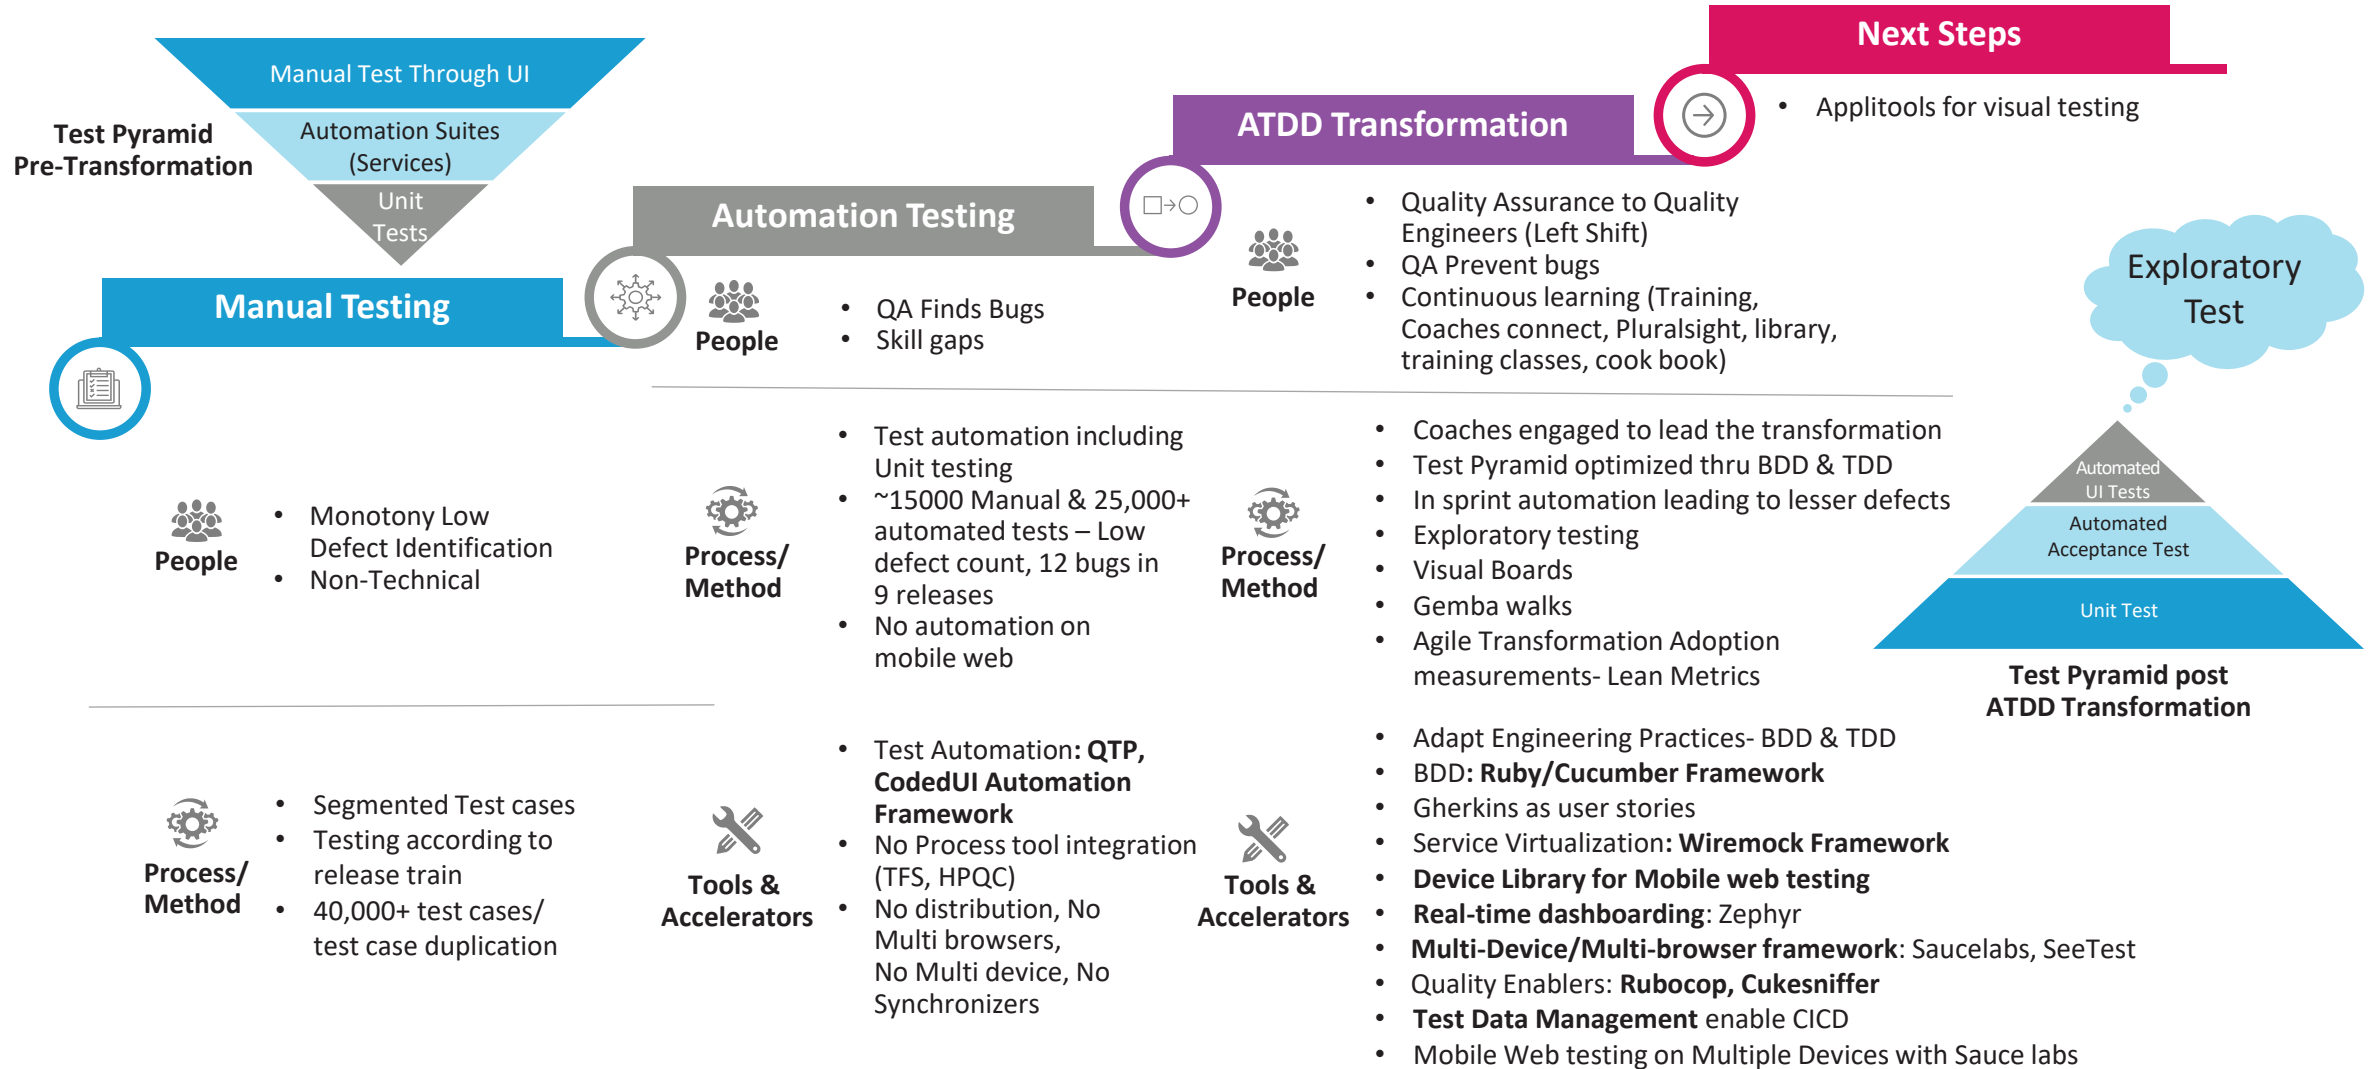 Manual Test Through UI
Automation Suites
(Services)
Unit
Tests
Test Pyramid
Pre-Transformation
Manual Testing
People
• Monotony Low
Defect Identification
• Non-Technical
Process/
Method
• Segmented Test cases
• Testing according to
release train
• 40,000+ test cases/
test case duplication
Automation Testing
People
• QA Finds Bugs
• Skill gaps
Process/
Method
• Test automation including
Unit testing
• ~15000 Manual & 25,000+
automated tests – Low
defect count, 12 bugs in
9 releases
• No automation on
mobile web
Tools &
Accelerators
• Test Automation: QTP,
CodedUI Automation
Framework
• No Process tool integration
(TFS, HPQC)
• No distribution, No
Multi browsers,
No Multi device, No
Synchronizers
ATDD Transformation
People
• Quality Assurance to Quality
Engineers (Left Shift)
• QA Prevent bugs
• Continuous learning (Training,
Coaches connect, Pluralsight, library,
training classes, cook book)
Process/
Method
• Coaches engaged to lead the transformation
• Test Pyramid optimized thru BDD & TDD
• In sprint automation leading to lesser defects
• Exploratory testing
• Visual Boards
• Gemba walks
• Agile Transformation Adoption
measurements- Lean Metrics
Tools &
Accelerators
• Adapt Engineering Practices- BDD & TDD
• BDD: Ruby/Cucumber Framework
• Gherkins as user stories
• Service Virtualization: Wiremock Framework
• Device Library for Mobile web testing
• Real-time dashboarding: Zephyr
• Multi-Device/Multi-browser framework: Saucelabs, SeeTest
• Quality Enablers: Rubocop, Cukesniffer
• Test Data Management enable CICD
• Mobile Web testing on Multiple Devices with Sauce labs
Next Steps
• Applitools for visual testing
Exploratory
Test
Automated
UI Tests
Automated
Acceptance Test
Unit Test
Test Pyramid post
ATDD Transformation